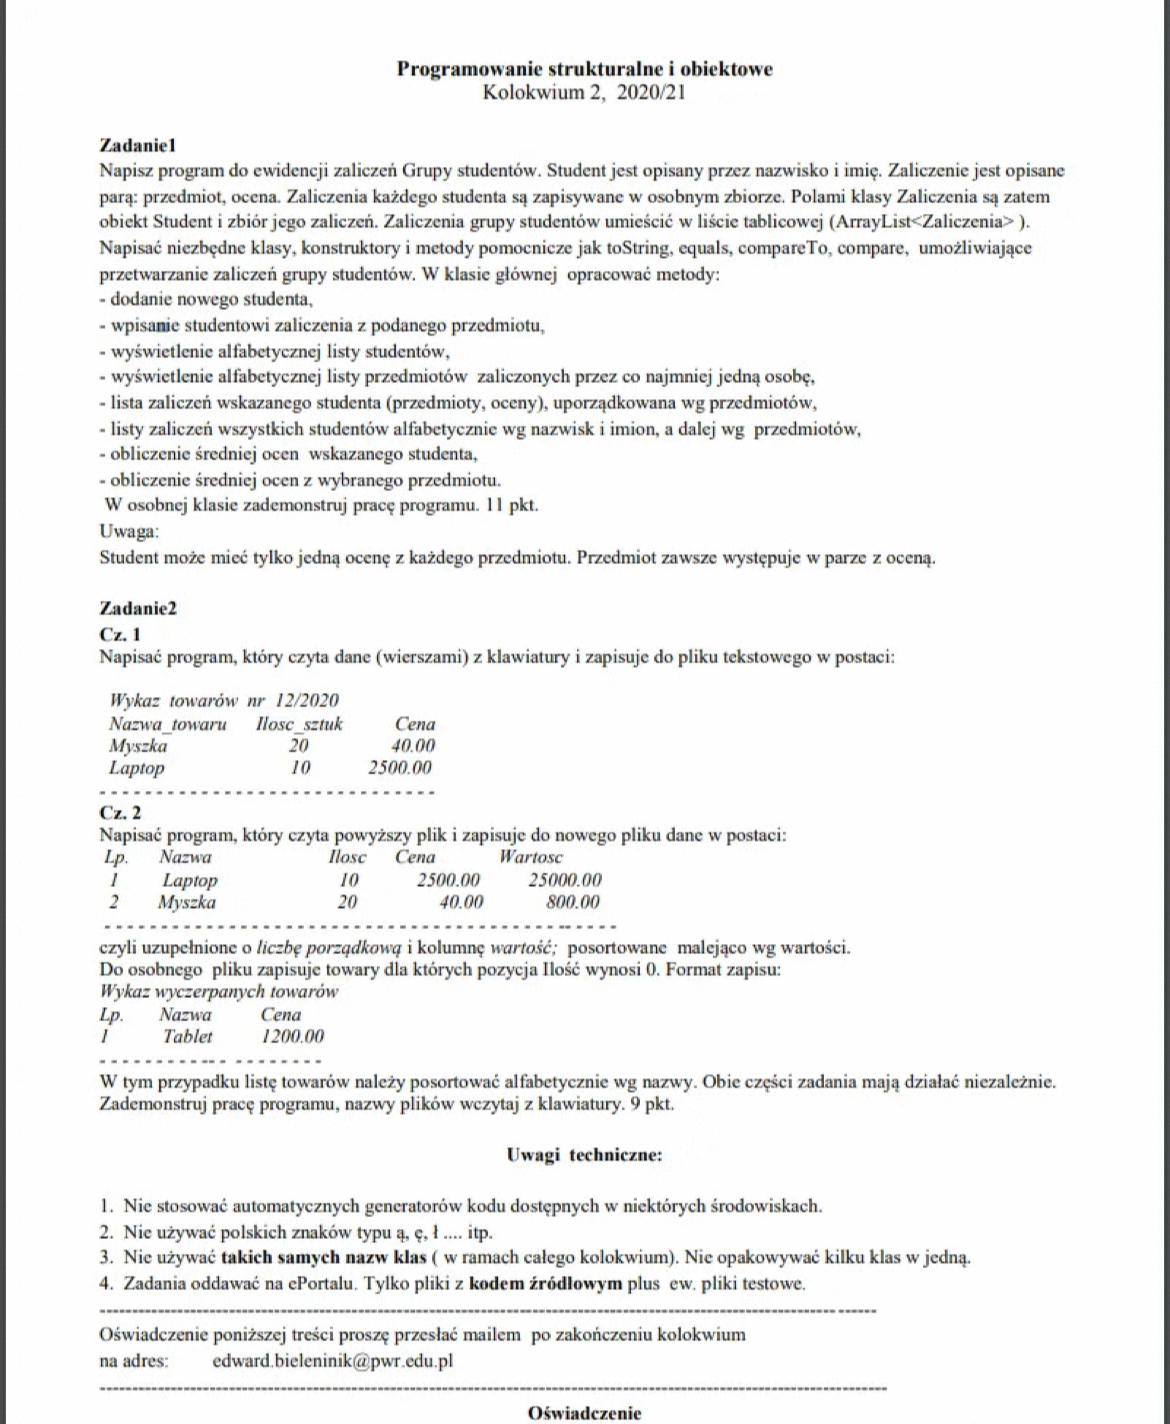 Programowanie strukturalne i obiektowe
Kolokwium 2, 2020/21
Zadanie1
Napisz program do ewidencji zaliczeń Grupy studentów. Student jest opisany przez nazwisko i imię. Zaliczenie jest opisane
parą: przedmiot, ocena. Zaliczenia każdego studenta są zapisywane w osobnym zbiorze. Polami klasy Zaliczenia są zatem
obiekt Student i zbiór jego zaliczeń. Zaliczenia grupy studentów umieścić w liście tablicowej (ArrayList<Zaliczenia> ).
Napisać niezbędne klasy, konstruktory i metody pomocnicze jak toString, equals, compareTo, compare, umożliwiające
przetwarzanie zaliczeń grupy studentów. W klasie głównej opracować metody:
- dodanie nowego studenta,
- wpisanie studentowi zaliczenia z podanego przedmiotu,
- wyświetlenie alfabetycznej listy studentów,
- wyświetlenie alfabetycznej listy przedmiotów zaliczonych przez co najmniej jedną osobę,
- lista zaliczeń wskazanego studenta (przedmioty, oceny), uporządkowana wg przedmiotów,
- listy zaliczeń wszystkich studentów alfabetycznie wg nazwisk i imion, a dalej wg przedmiotów,
- obliczenie średniej ocen wskazanego studenta,
- obliczenie średniej ocen z wybranego przedmiotu.
W osobnej klasie zademonstruj pracę programu. 11 pkt.
Uwaga:
Student może mieć tylko jedną ocenę z każdego przedmiotu. Przedmiot zawsze występuje w parze z oceną.
Zadanie2
Cz. 1
Napisać program, który czyta dane (wierszami) z klawiatury i zapisuje do pliku tekstowego w postaci:
Wykaz towarów nr 12/2020
Nazwa_towaru Ilosc_sztuk Cena
Myszka 20 40.00
Laptop 10 2500.00
- - - - - - - - - - - - - - - - - - - - - - - - - - - - - -
Cz. 2
Napisać program, który czyta powyższy plik i zapisuje do nowego pliku dane w postaci:
Lp. Nazwa Ilosc Cena Wartosc
1 Laptop 10 2500.00 25000.00
2 Myszka 20 40.00 800.00
- - - - - - - - - - - - - - - - - - - - - - - - - - - - - - - - - - - - - - - - -- - - - -
czyli uzupełnione o liczbę porządkową i kolumnę wartość; posortowane malejąco wg wartości.
Do osobnego pliku zapisuje towary dla których pozycja Ilość wynosi 0. Format zapisu:
Wykaz wyczerpanych towarów
Lp. Nazwa Cena
1 Tablet 1200.00
- - - - - - - - - -- - - - - - - - -
W tym przypadku listę towarów należy posortować alfabetycznie wg nazwy. Obie części zadania mają działać niezależnie.
Zademonstruj pracę programu, nazwy plików wczytaj z klawiatury. 9 pkt.
Uwagi techniczne:
1. Nie stosować automatycznych generatorów kodu dostępnych w niektórych środowiskach.
2. Nie używać polskich znaków typu ą, ę, ł .... itp.
3. Nie używać takich samych nazw klas ( w ramach całego kolokwium). Nie opakowywać kilku klas w jedną.
4. Zadania oddawać na ePortalu. Tylko pliki z kodem źródłowym plus ew. pliki testowe.
----------------------------------------------------------------------------------------------------------------- ------
Oświadczenie poniższej treści proszę przesłać mailem po zakończeniu kolokwium
na adres: edward.bieleninik@pwr.edu.pl
-------------------------------------------------------------------------------------------------------------------------
Oświadczenie